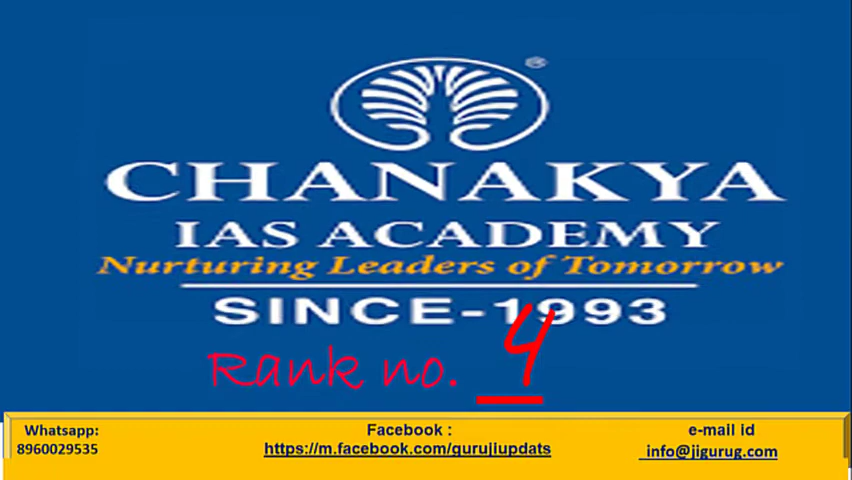 ®
CHANAKYA
IAS ACADEMY
Nurturing Leaders of Tomorrow
SINCE-1993
Rank no. 4
Whatsapp:
8960029535
Facebook :
https://m.facebook.com/gurujiupdats
e-mail id
info@jigurug.com